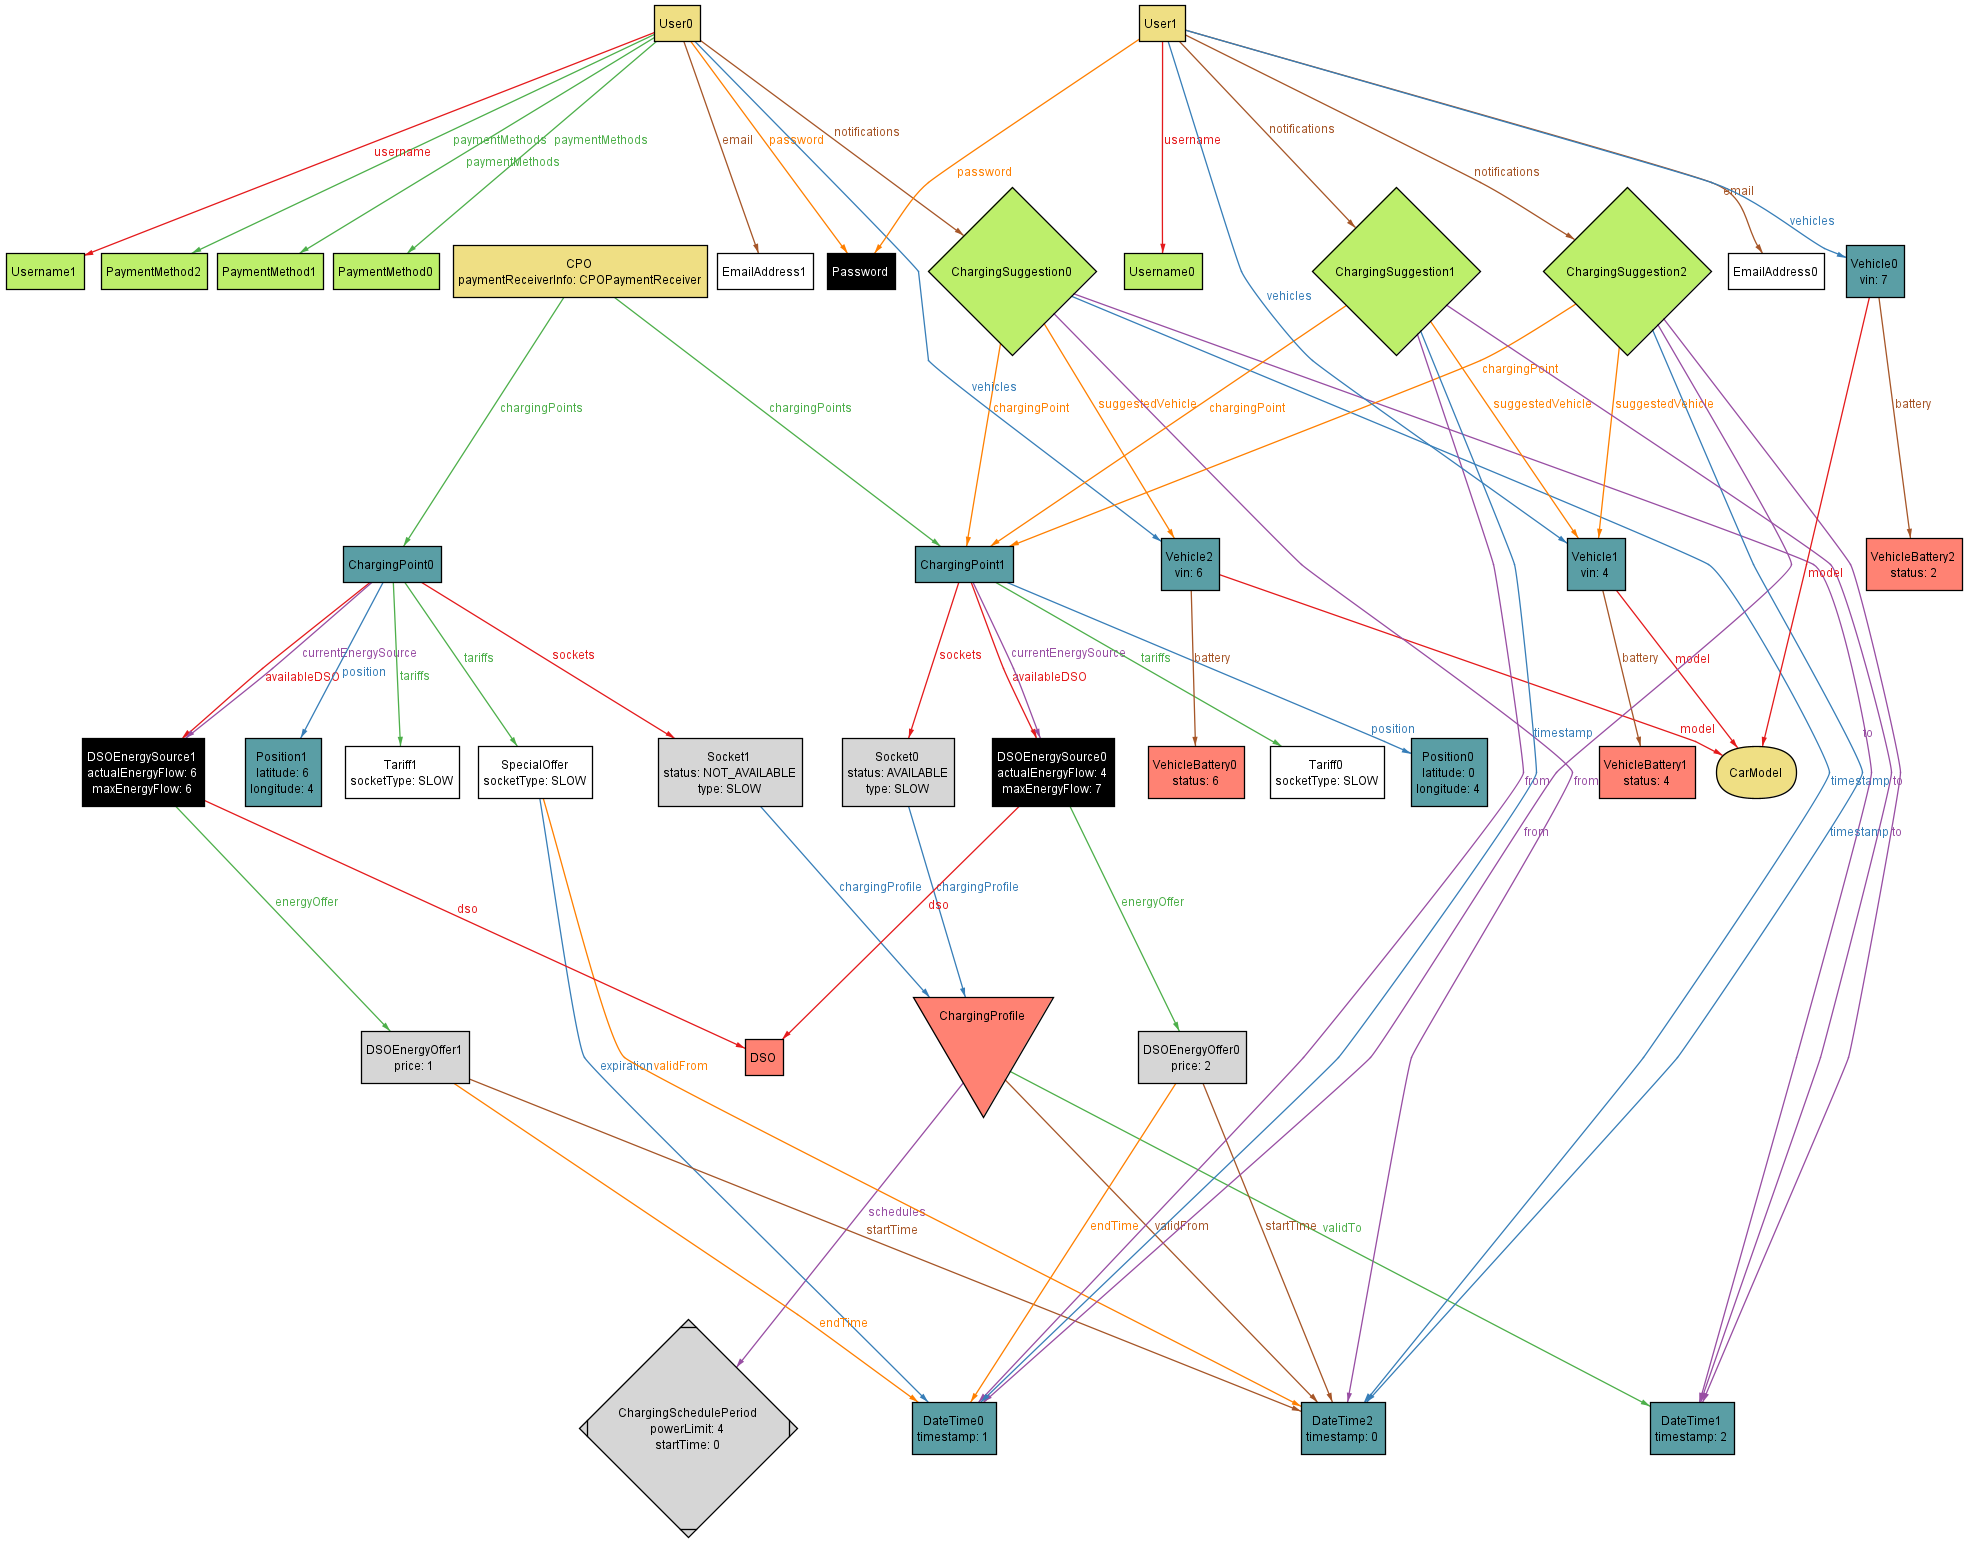 User0
User1
notifications
notifications
paymentMethods
paymentMethods
email
password
username
username
paymentMethods
password
notifications
email
vehicles
Username1
PaymentMethod2
PaymentMethod1
PaymentMethod0
CPO
paymentReceiverInfo: CPOPaymentReceiver
EmailAddress1
Password
ChargingSuggestion0
Username0
ChargingSuggestion1
ChargingSuggestion2
EmailAddress0
Vehicle0
vin: 7
vehicles
chargingPoint
vehicles
suggestedVehicle
suggestedVehicle
suggestedVehicle
battery
chargingPoints
chargingPoints
chargingPoint
chargingPoint
ChargingPoint0
ChargingPoint1
Vehicle2
vin: 6
Vehicle1
vin: 4
VehicleBattery2
status: 2
model
currentEnergySource
tariffs
sockets
sockets
currentEnergySource
tariffs
battery
battery
model
availableDSO
position
tariffs
availableDSO
position
model
timestamp
to
DSOEnergySource1
actualEnergyFlow: 6
maxEnergyFlow: 6
Position1
latitude: 6
longitude: 4
Tariff1
socketType: SLOW
SpecialOffer
socketType: SLOW
Socket1
status: NOT_AVAILABLE
type: SLOW
Socket0
status: AVAILABLE
type: SLOW
DSOEnergySource0
actualEnergyFlow: 4
maxEnergyFlow: 7
VehicleBattery0
status: 6
Tariff0
socketType: SLOW
Position0
latitude: 0
longitude: 4
from
from
VehicleBattery1
status: 4
CarModel
timestamp
to
from
timestamp
to
chargingProfile
chargingProfile
energyOffer
dso
dso
energyOffer
ChargingProfile
DSOEnergyOffer1
price: 1
DSO
DSOEnergyOffer0
price: 2
expiration
validFrom
schedules
startTime
endTime
validFrom
startTime
validTo
endTime
ChargingSchedulePeriod
powerLimit: 4
startTime: 0
DateTime0
timestamp: 1
DateTime2
timestamp: 0
DateTime1
timestamp: 2